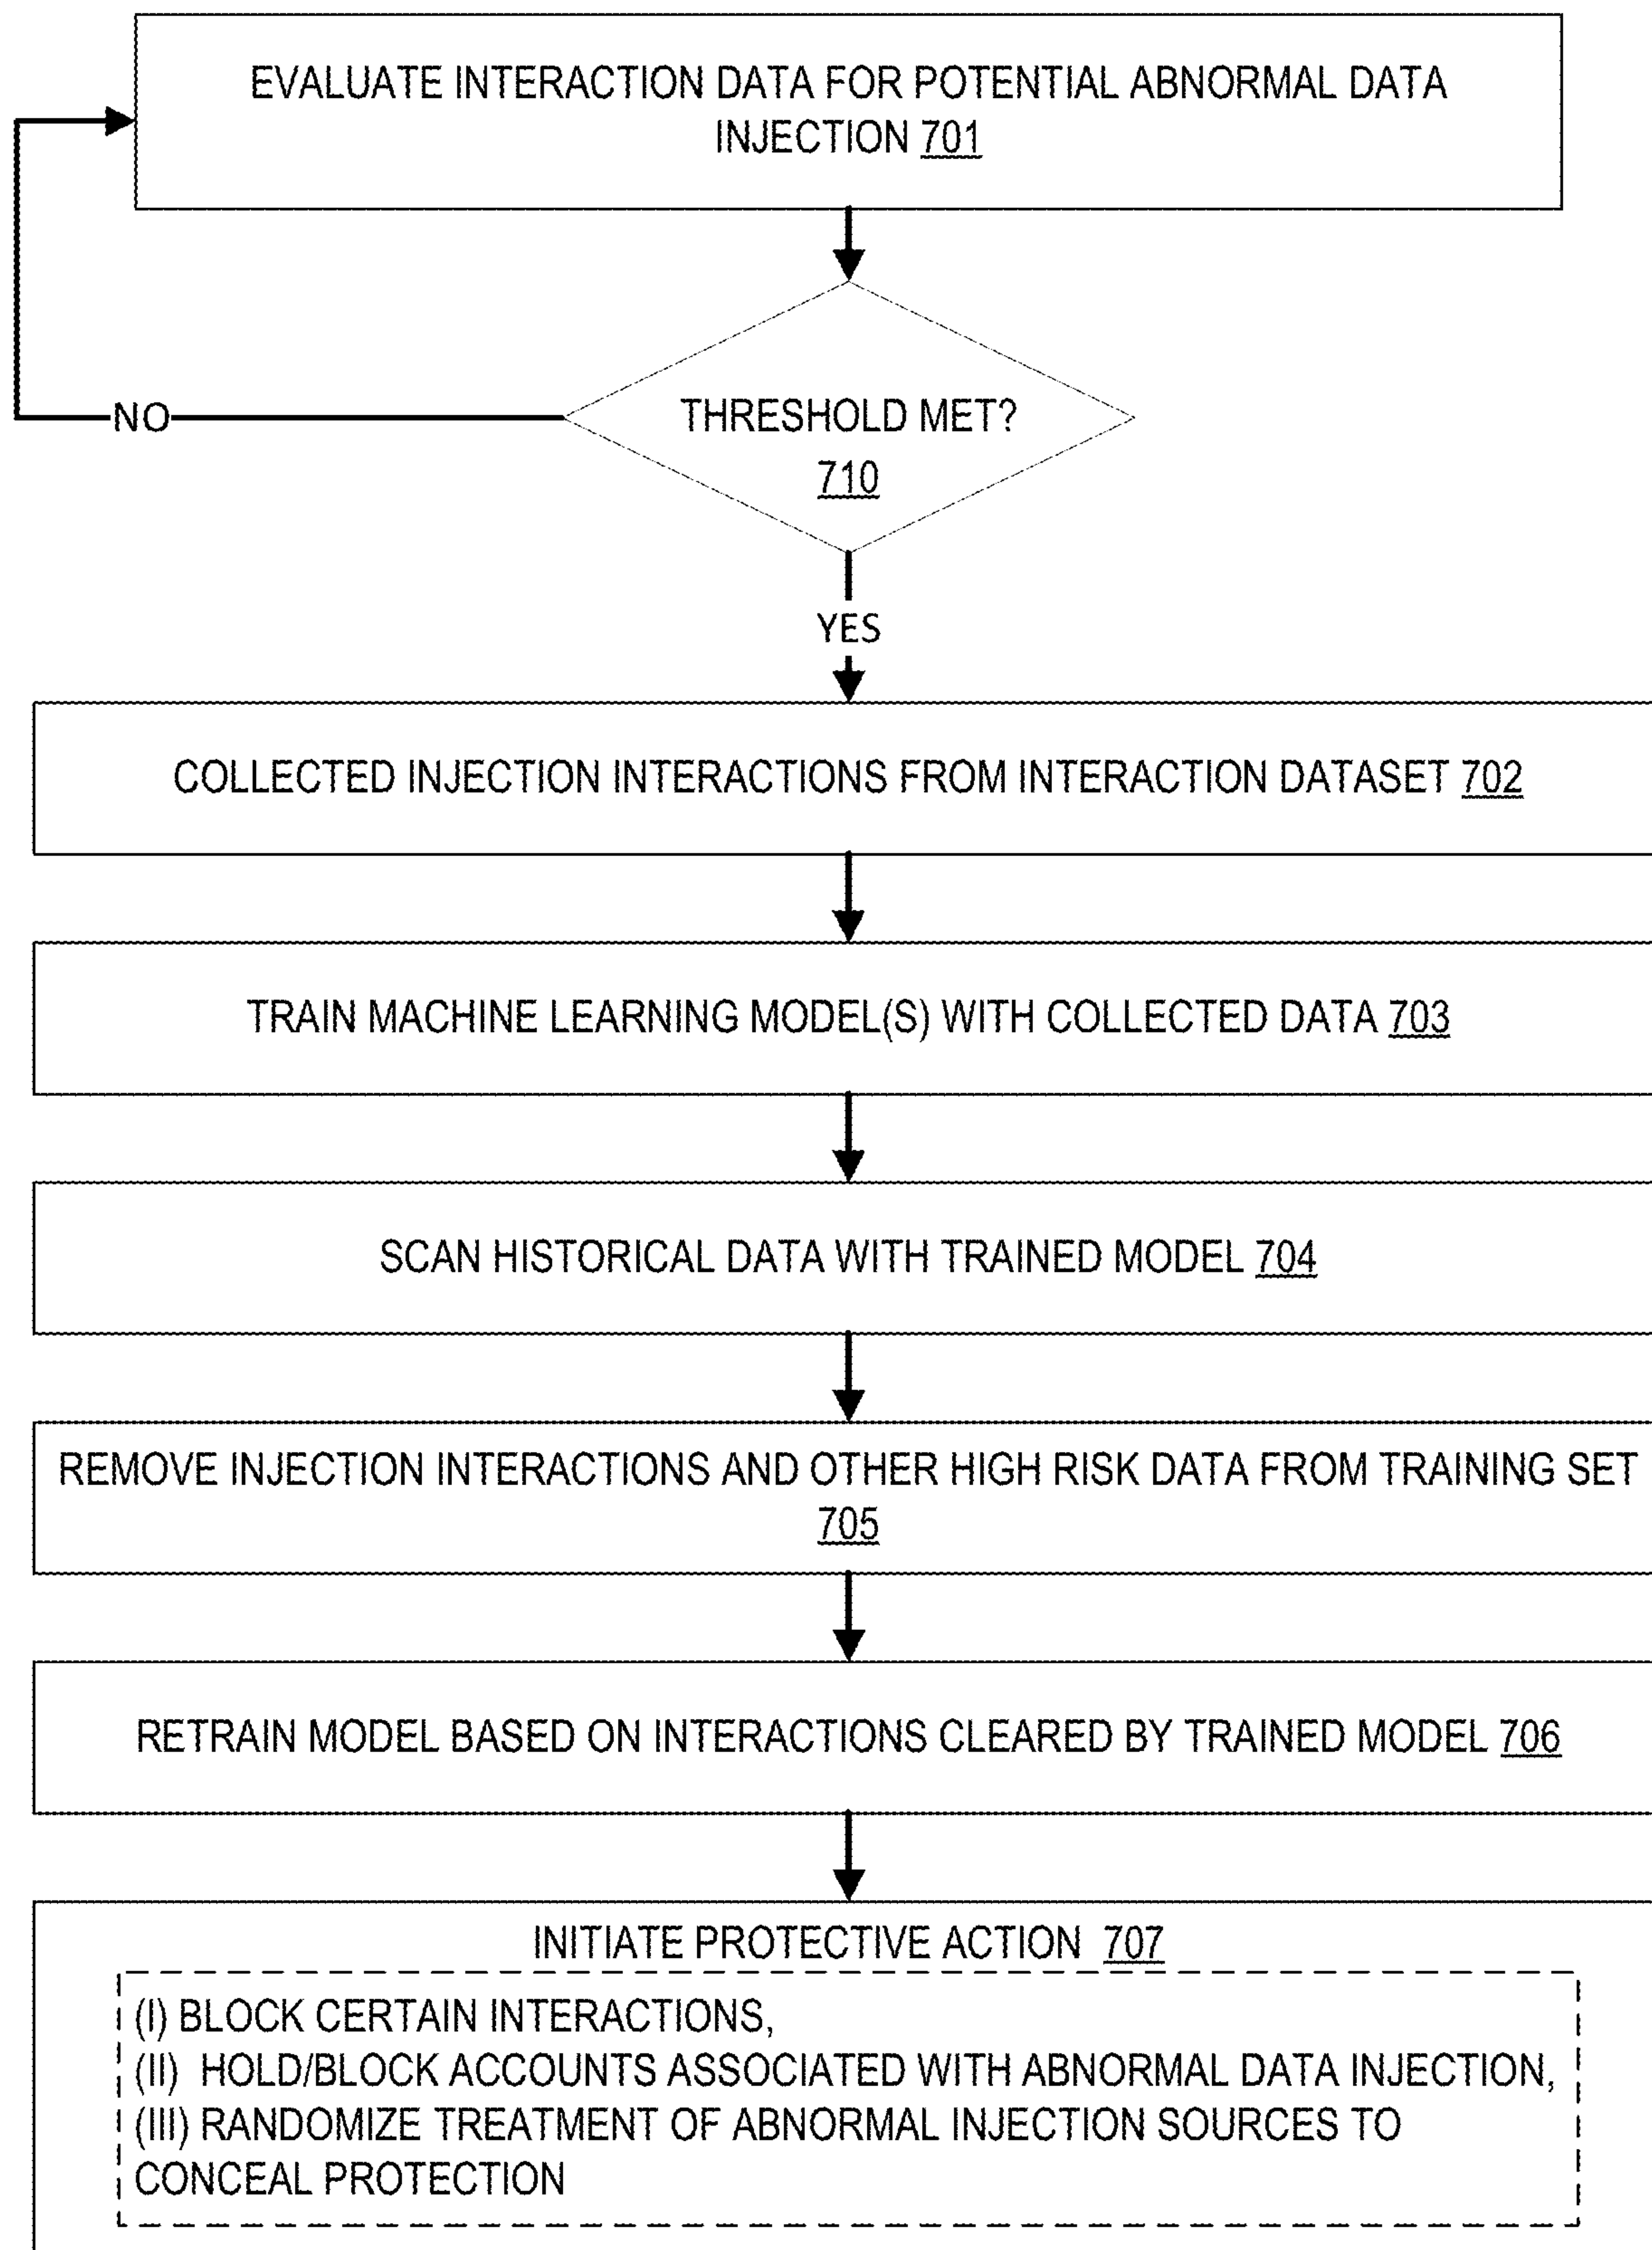 EVALUATE INTERACTION DATA FOR POTENTIAL ABNORMAL DATA
INJECTION 701
THRESHOLD MET?
710
NO
YES
COLLECTED INJECTION INTERACTIONS FROM INTERACTION DATASET 702
TRAIN MACHINE LEARNING MODEL(S) WITH COLLECTED DATA 703
SCAN HISTORICAL DATA WITH TRAINED MODEL 704
REMOVE INJECTION INTERACTIONS AND OTHER HIGH RISK DATA FROM TRAINING SET
705
RETRAIN MODEL BASED ON INTERACTIONS CLEARED BY TRAINED MODEL 706
INITIATE PROTECTIVE ACTION 707
(I) BLOCK CERTAIN INTERACTIONS,
(II) HOLD/BLOCK ACCOUNTS ASSOCIATED WITH ABNORMAL DATA INJECTION,
(III) RANDOMIZE TREATMENT OF ABNORMAL INJECTION SOURCES TO
CONCEAL PROTECTION